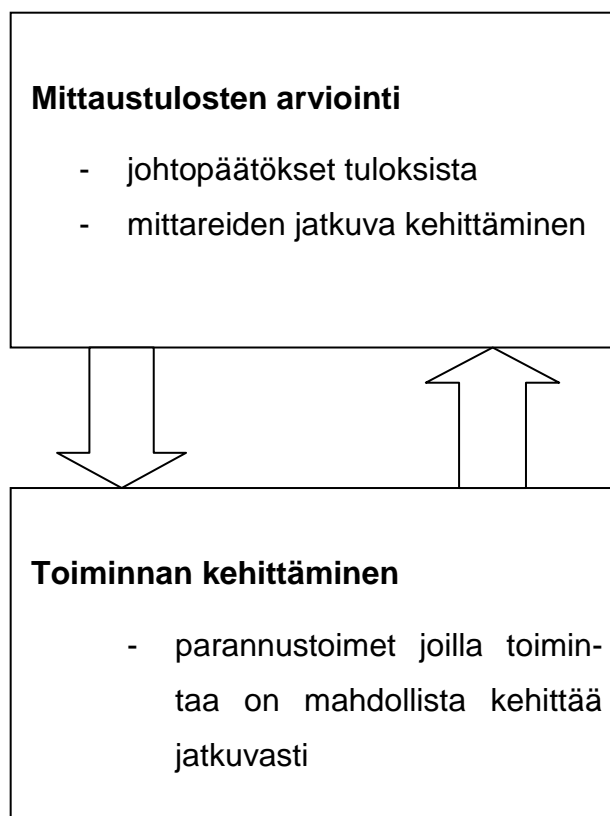 Mittaustulosten arviointi
- johtopäätökset tuloksista
- mittareiden jatkuva kehittäminen
Toiminnan kehittäminen
- parannustoimet joilla toimin-
taa on mahdollista kehittää
jatkuvasti